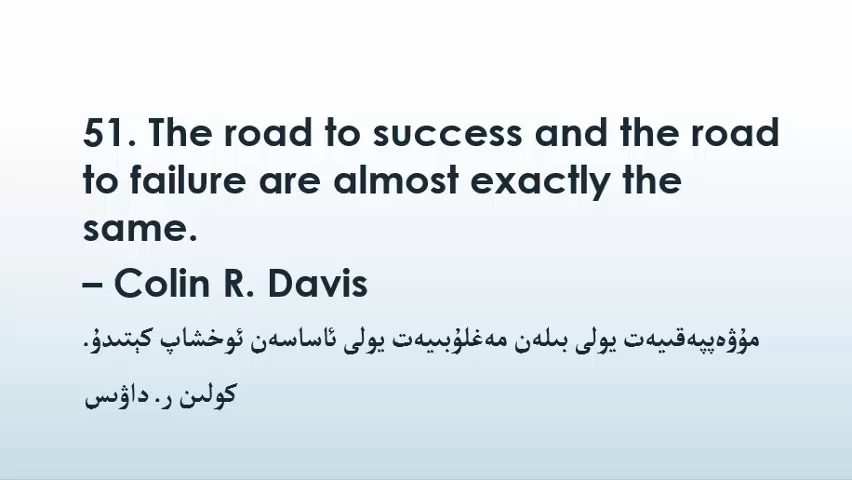 51. The road to success and the road
to failure are almost exactly the
same.
– Colin R. Davis
مۇۋەپپەقىيەت يولى بىلەن مەغلۇبىيەت يولى ئاساسەن ئوخشاپ كېتىدۇ.
كولىن ر. داۋىس